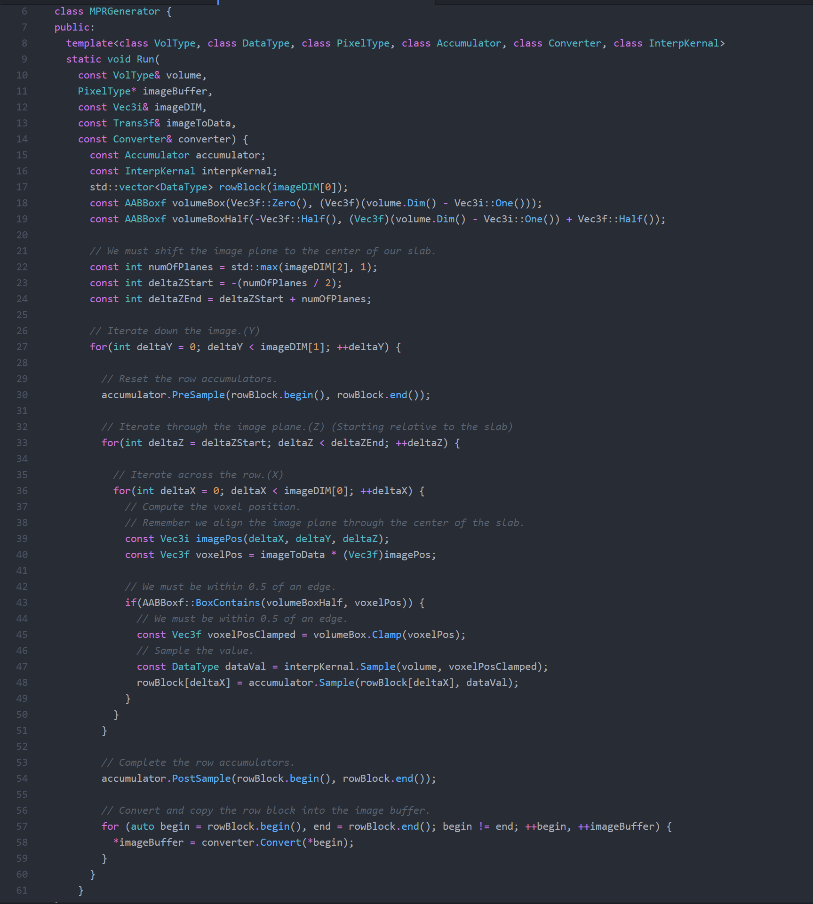 6 class MPRGenerator {
7 public:
8 template<class VolType, class DataType, class PixelType, class Accumulator, class Converter, class InterpKernal>
9 static void Run(
10 const VolType& volume,
11 PixelType* imageBuffer,
12 const Vec3i& imageDIM,
13 const Trans3f& imageToData,
14 const Converter& converter) {
15 const Accumulator accumulator;
16 const InterpKernal interpKernal;
17 std::vector<DataType> rowBlock(imageDIM[0]);
18 const AABBoxf volumeBox(Vec3f::Zero(), (Vec3f)(volume.Dim() - Vec3i::One()));
19 const AABBoxf volumeBoxHalf(-Vec3f::Half(), (Vec3f)(volume.Dim() - Vec3i::One()) + Vec3f::Half());
20
21 // We must shift the image plane to the center of our slab.
22 const int numOfPlanes = std::max(imageDIM[2], 1);
23 const int deltaZStart = -(numOfPlanes / 2);
24 const int deltaZEnd = deltaZStart + numOfPlanes;
25
26 // Iterate down the image.(Y)
27 for(int deltaY = 0; deltaY < imageDIM[1]; ++deltaY) {
28
29 // Reset the row accumulators.
30 accumulator.PreSample(rowBlock.begin(), rowBlock.end());
31
32 // Iterate through the image plane.(Z) (Starting relative to the slab)
33 for(int deltaZ = deltaZStart; deltaZ < deltaZEnd; ++deltaZ) {
34
35 // Iterate across the row.(X)
36 for(int deltaX = 0; deltaX < imageDIM[0]; ++deltaX) {
37 // Compute the voxel position.
38 // Remember we align the image plane through the center of the slab.
39 const Vec3i imagePos(deltaX, deltaY, deltaZ);
40 const Vec3f voxelPos = imageToData * (Vec3f)imagePos;
41
42 // We must be within 0.5 of an edge.
43 if(AABBoxf::BoxContains(volumeBoxHalf, voxelPos)) {
44 // We must be within 0.5 of an edge.
45 const Vec3f voxelPosClamped = volumeBox.Clamp(voxelPos);
46 // Sample the value.
47 const DataType dataVal = interpKernal.Sample(volume, voxelPosClamped);
48 rowBlock[deltaX] = accumulator.Sample(rowBlock[deltaX], dataVal);
49 }
50 }
51 }
52
53 // Complete the row accumulators.
54 accumulator.PostSample(rowBlock.begin(), rowBlock.end());
55
56 // Convert and copy the row block into the image buffer.
57 for (auto begin = rowBlock.begin(), end = rowBlock.end(); begin != end; ++begin, ++imageBuffer) {
58 *imageBuffer = converter.Convert(*begin);
59 }
60 }
61 }